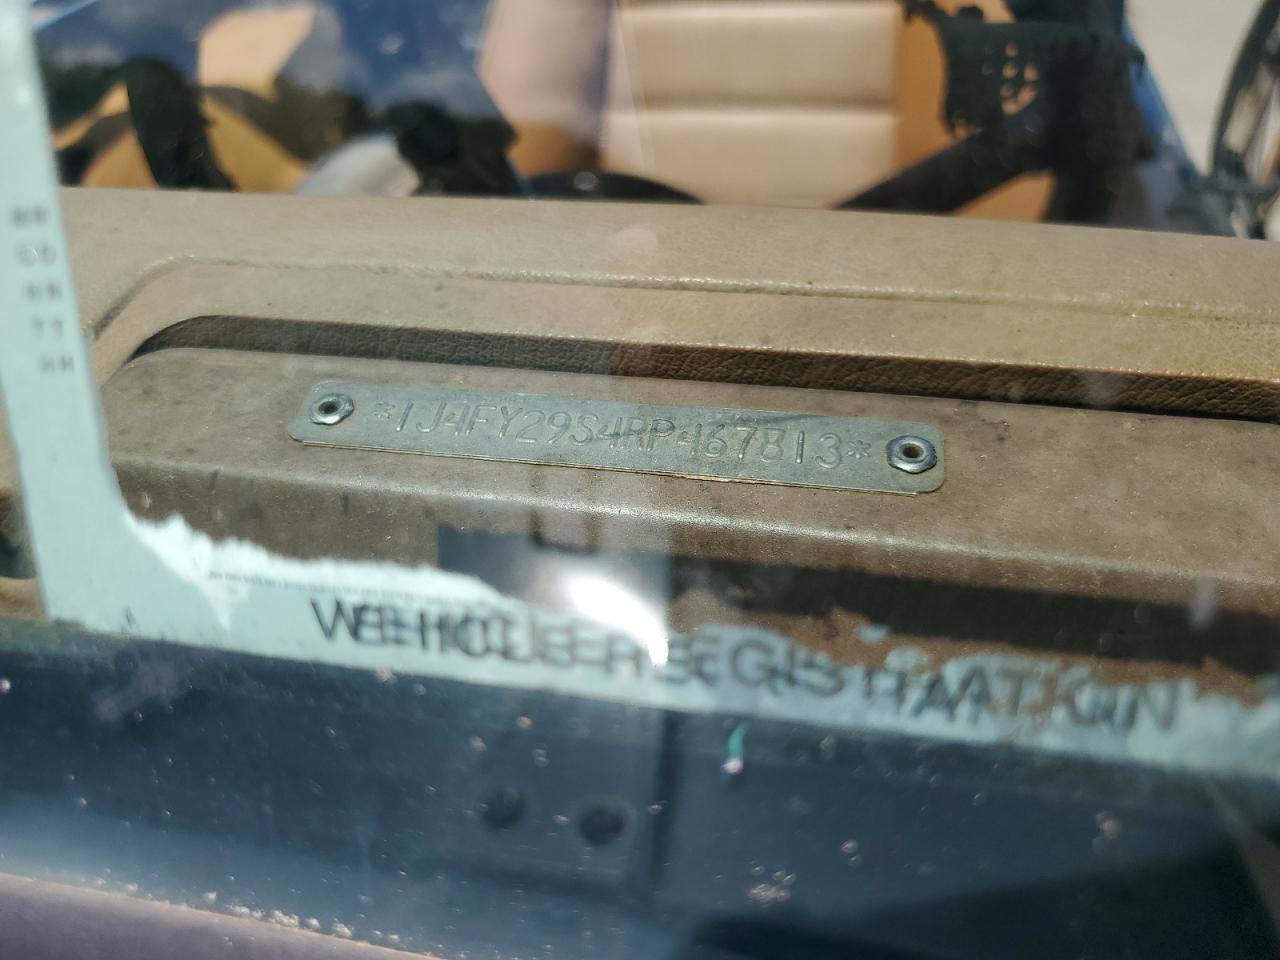 *1J4FY29S4RP467813*
VEHICLE REGISTRATION